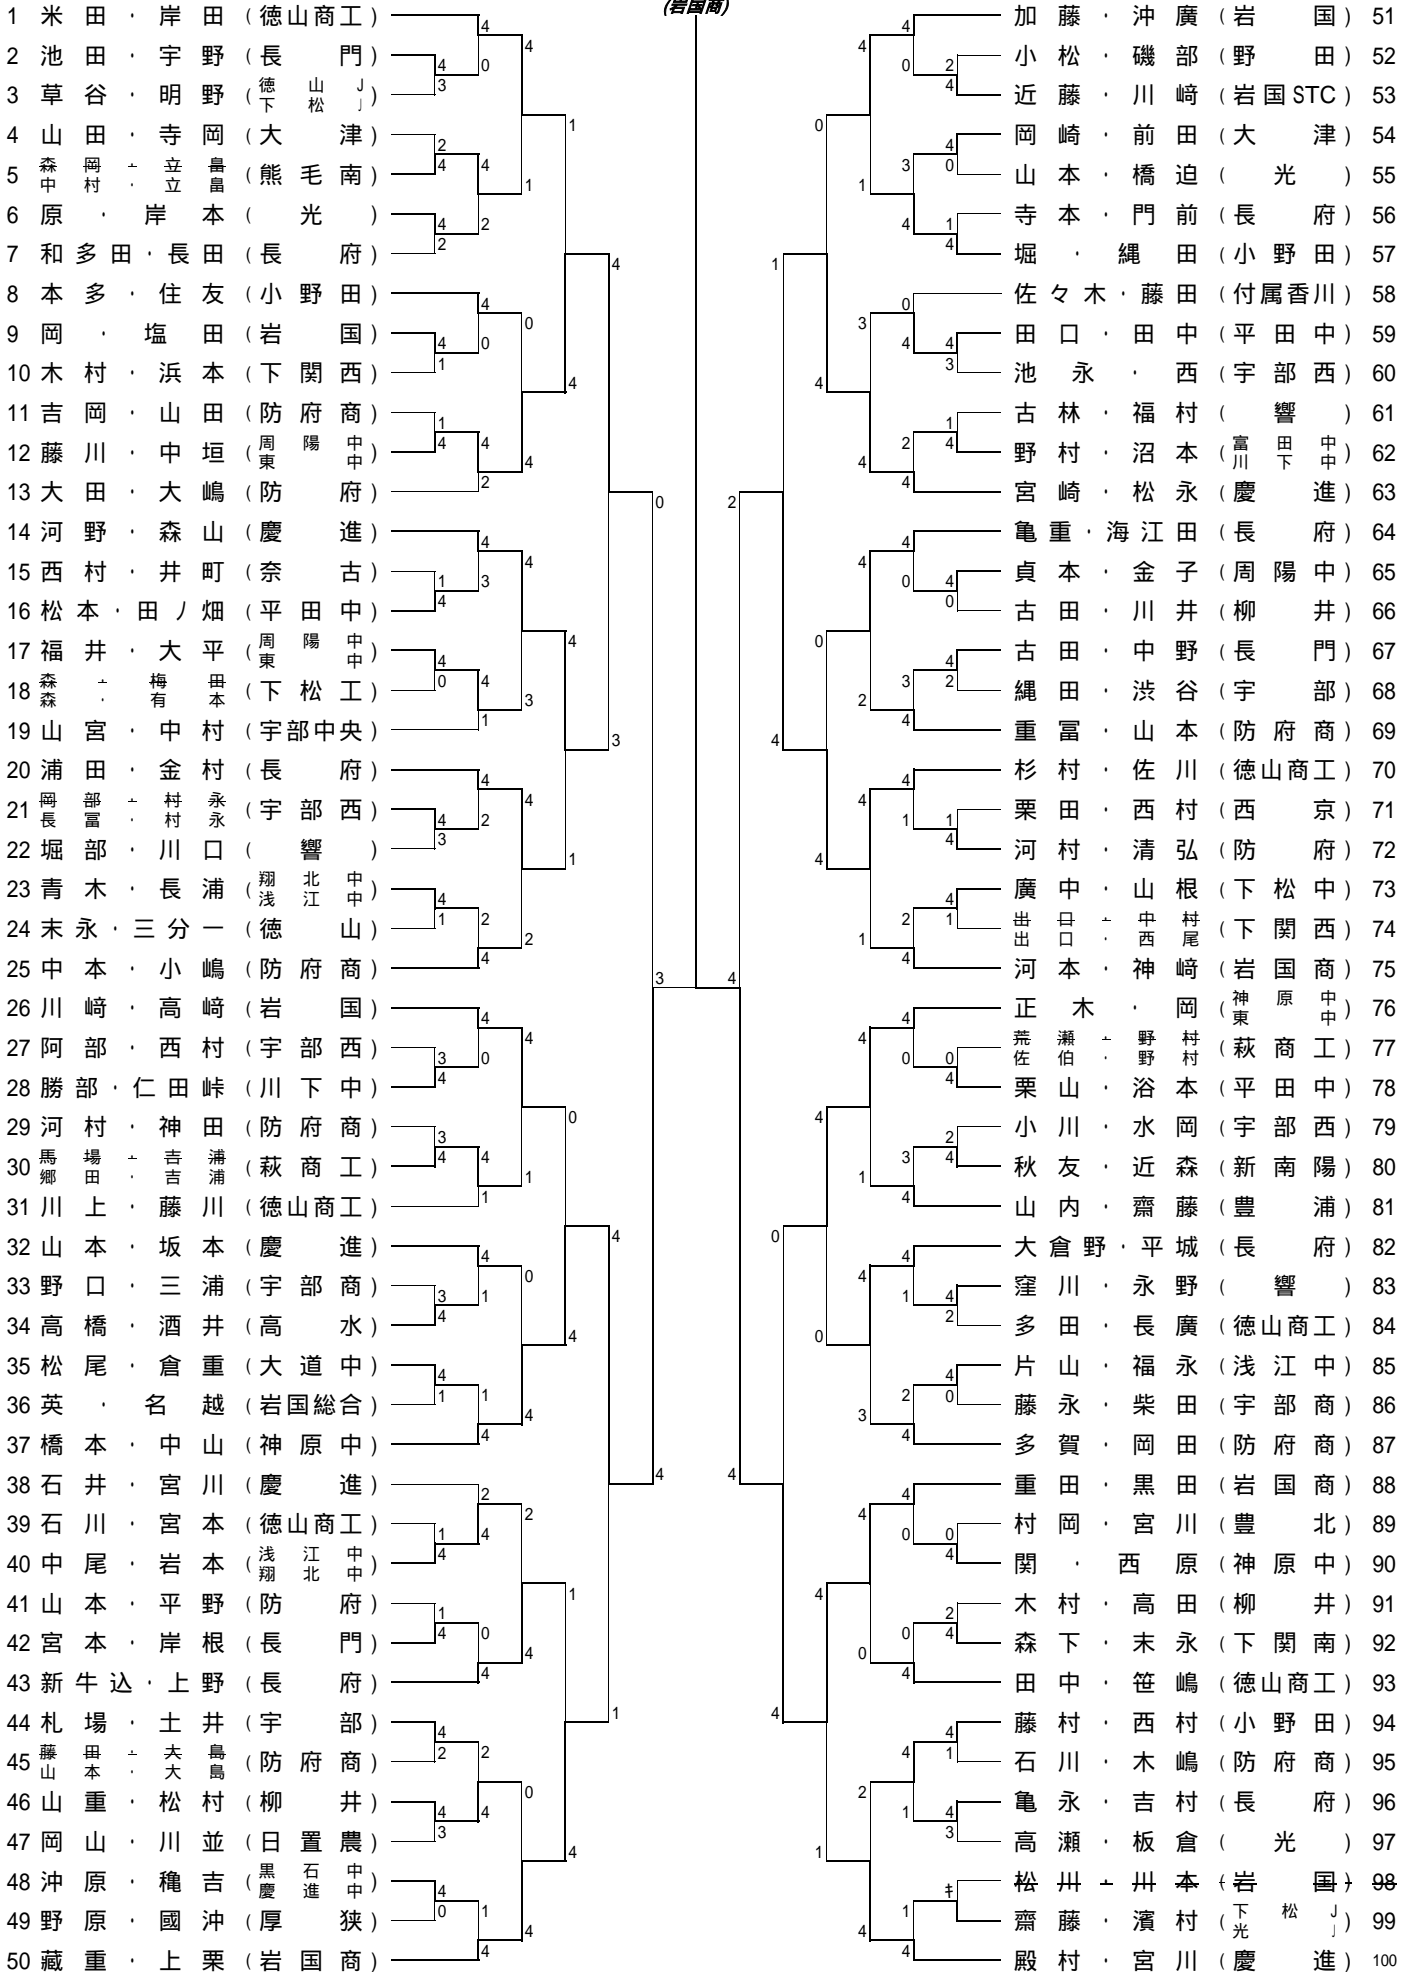 (岩国商)
1 米田・岸田(徳山商工)
2 池田・宇野(長門)
3 草谷・明野(徳山J 下松J)
4 山田・寺岡(大津)
5 森岡・立畠 中村・立畠(熊毛南)
6 原・岸本(光)
7 和多田・長田(長府)
8 本多・住友(小野田)
9 岡・塩田(岩国)
10 木村・浜本(下関西)
11 吉岡・山田(防府商)
12 藤川・中垣(周陽中 東中)
13 大田・大嶋(防府)
14 河野・森山(慶進)
15 西村・井町(奈古)
16 松本・田ノ畑(平田中)
17 福井・大平(周陽中 東中)
18 森・梅田 森・有本(下松工)
19 山宮・中村(宇部中央)
20 浦田・金村(長府)
21 岡部・村永 長冨・村永(宇部西)
22 堀部・川口(響)
23 青木・長浦(翔北中 浅江中)
24 末永・三分一(徳山)
25 中本・小嶋(防府商)
26 川﨑・高﨑(岩国)
27 阿部・西村(宇部西)
28 勝部・仁田峠(川下中)
29 河村・神田(防府商)
30 馬場・吉浦 郷田・吉浦(萩商工)
31 川上・藤川(徳山商工)
32 山本・坂本(慶進)
33 野口・三浦(宇部商)
34 高橋・酒井(高水)
35 松尾・倉重(大道中)
36 英・名越(岩国総合)
37 橋本・中山(神原中)
38 石井・宮川(慶進)
39 石川・宮本(徳山商工)
40 中尾・岩本(浅江中 翔北中)
41 山本・平野(防府)
42 宮本・岸根(長門)
43 新牛込・上野(長府)
44 札場・土井(宇部)
45 藤田・大島 山本・大島(防府商)
46 山重・松村(柳井)
47 岡山・川並(日置農)
48 沖原・穐吉(黒石中 慶進中)
49 野原・國沖(厚狭)
50 藏重・上栗(岩国商)
加藤・沖廣(岩国) 51
小松・磯部(野田) 52
近藤・川﨑(岩国STC) 53
岡崎・前田(大津) 54
山本・橋迫(光) 55
寺本・門前(長府) 56
堀・縄田(小野田) 57
佐々木・藤田(付属香川) 58
田口・田中(平田中) 59
池永・西(宇部西) 60
古林・福村(響) 61
野村・沼本(富田中 川下中) 62
宮崎・松永(慶進) 63
亀重・海江田(長府) 64
貞本・金子(周陽中) 65
古田・川井(柳井) 66
古田・中野(長門) 67
縄田・渋谷(宇部) 68
重冨・山本(防府商) 69
杉村・佐川(徳山商工) 70
栗田・西村(西京) 71
河村・清弘(防府) 72
廣中・山根(下松中) 73
出口・中村 出口・西尾(下関西) 74
河本・神﨑(岩国商) 75
正木・岡(神原中 東中) 76
荒瀬・野村 佐伯・野村(萩商工) 77
栗山・浴本(平田中) 78
小川・水岡(宇部西) 79
秋友・近森(新南陽) 80
山内・齋藤(豊浦) 81
大倉野・平城(長府) 82
窪川・永野(響) 83
多田・長廣(徳山商工) 84
片山・福永(浅江中) 85
藤永・柴田(宇部商) 86
多賀・岡田(防府商) 87
重田・黒田(岩国商) 88
村岡・宮川(豊北) 89
関・西原(神原中) 90
木村・高田(柳井) 91
森下・末永(下関南) 92
田中・笹嶋(徳山商工) 93
藤村・西村(小野田) 94
石川・木嶋(防府商) 95
亀永・吉村(長府) 96
高瀬・板倉(光) 97
松川・川本(岩国) 98
齋藤・濱村(下松J 光J) 99
殿村・宮川(慶進) 100